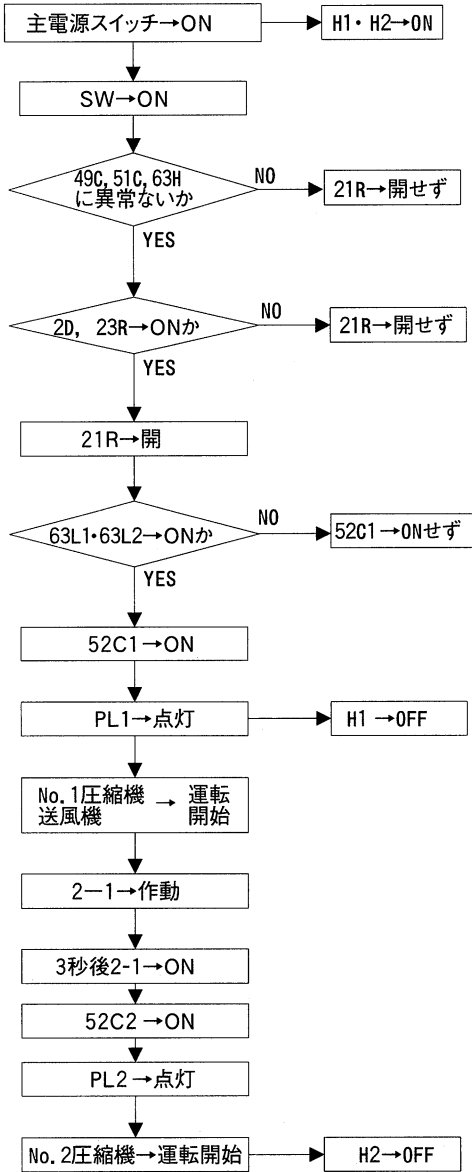 主電源スイッチ→ON
H1・H2→ON
SW→ON
49C,51C,63H
に異常ないか
NO
21R→開せず
YES
2D, 23R→ONか
NO
21R→開せず
YES
21R→開
63L1・63L2→ONか
NO
52C1→ONせず
YES
52C1→ON
PL1→点灯
H1→OFF
No.1圧縮機 → 運転
送風機 開始
2-1→作動
3秒後2-1→ON
52C2→ON
PL2→点灯
No.2圧縮機→運転開始
H2→OFF